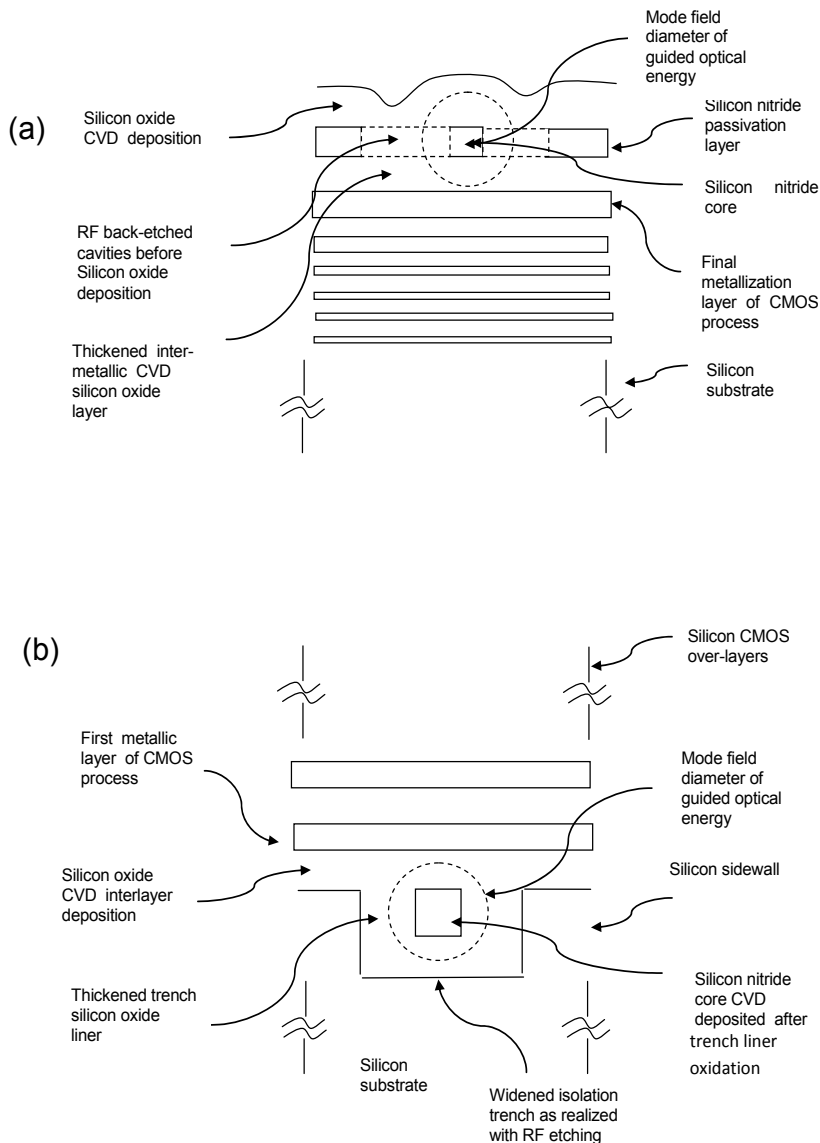 (a)
Mode field
diameter of
guided optical
energy
Silicon oxide
CVD deposition
Silicon nitride
passivation
layer
Silicon nitride
core
RF back-etched
cavities before
Silicon oxide
deposition
Final
metallization
layer of CMOS
process
Thickened inter-
metallic CVD
silicon oxide
layer
Silicon
substrate
(b)
Silicon CMOS
over-layers
First metallic
layer of CMOS
process
Mode field
diameter of
guided optical
energy
Silicon oxide
CVD interlayer
deposition
Silicon sidewall
Thickened trench
silicon oxide
liner
Silicon nitride
core CVD
deposited after
trench liner
oxidation
Silicon
substrate
Widened isolation
trench as realized
with RF etching